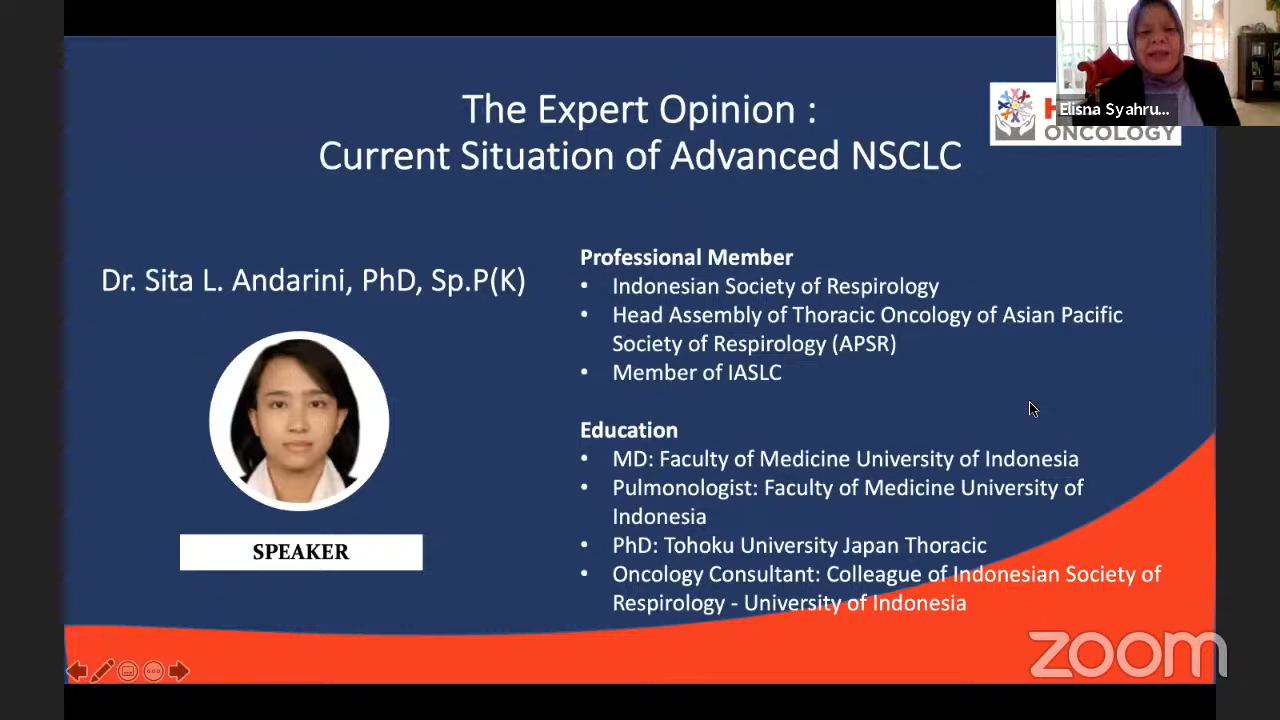 The Expert Opinion :
Current Situation of Advanced NSCLC
ONCOLOGY
Elisna Syahru...
Dr. Sita L. Andarini, PhD, Sp.P(K)
SPEAKER
Professional Member
• Indonesian Society of Respirology
• Head Assembly of Thoracic Oncology of Asian Pacific
Society of Respirology (APSR)
• Member of IASLC
Education
• MD: Faculty of Medicine University of Indonesia
• Pulmonologist: Faculty of Medicine University of
Indonesia
• PhD: Tohoku University Japan Thoracic
• Oncology Consultant: Colleague of Indonesian Society of
Respirology - University of Indonesia
zoom